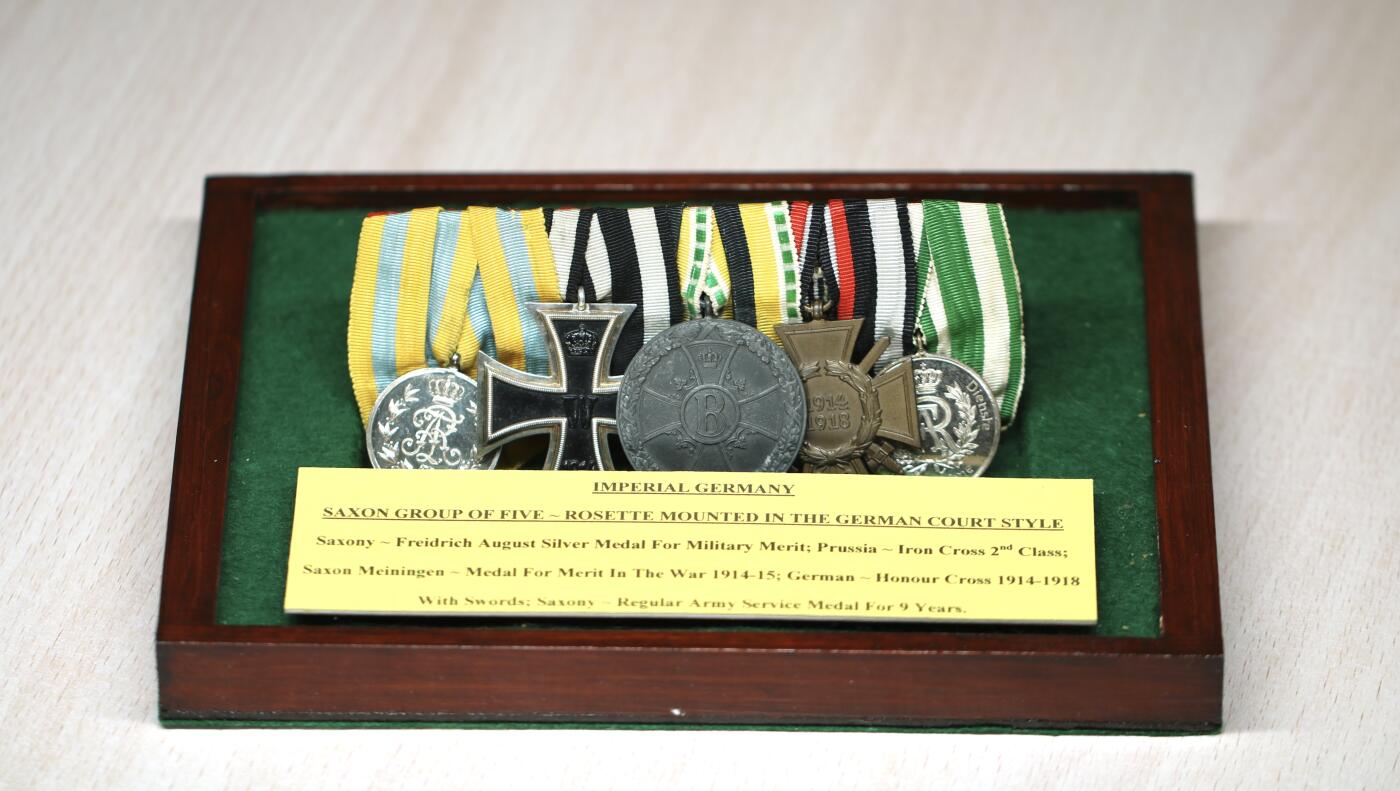 1914
1918
Dienste
IMPERIAL GERMANY
SAXON GROUP OF FIVE ~ ROSETTE MOUNTED IN THE GERMAN COURT STYLE
Saxony ~ Freidrich August Silver Medal For Military Merit; Prussia ~ Iron Cross 2nd Class;
Saxon Meiningen ~ Medal For Merit In The War 1914-15; German ~ Honour Cross 1914-1918
With Swords; Saxony ~ Regular Army Service Medal For 9 Years.